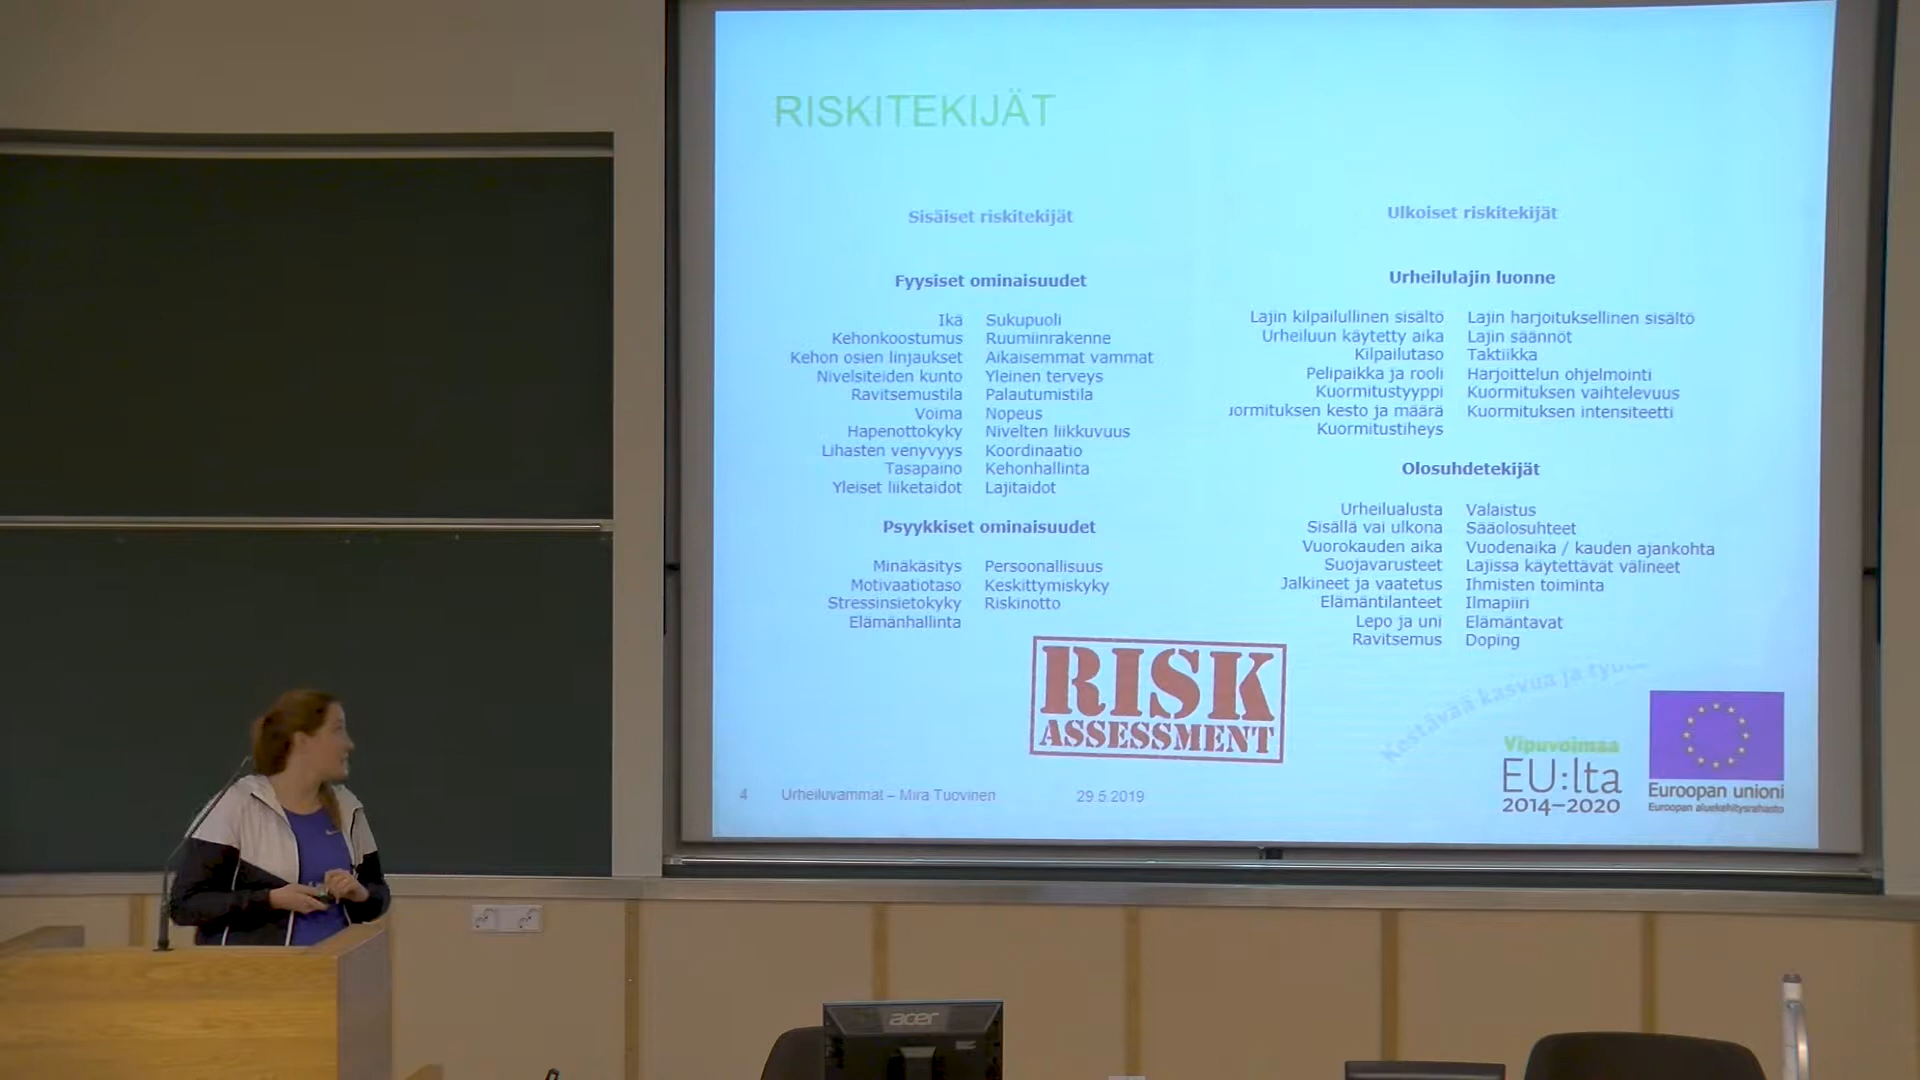 RISKITEKIJÄT
Sisäiset riskitekijät
Fyysiset ominaisuudet
Ikä Sukupuoli
Kehonkoostumus Ruumiinrakenne
Kehon osien linjaukset Aikaisemmat vammat
Nivelsiteiden kunto Yleinen terveys
Ravitsemustila Palautumistila
Voima Nopeus
Hapenottokyky Nivelten liikkuvuus
Lihasten venyvyys Koordinaatio
Tasapaino Kehonhallinta
Yleiset liiketaidot Lajitaidot
Psyykkiset ominaisuudet
Minäkäsitys Persoonallisuus
Motivaatiotaso Keskittymiskyky
Stressinsietokyky Riskinotto
Elämänhallinta
Ulkoiset riskitekijät
Urheilulajin luonne
Lajin kilpailullinen sisältö Lajin harjoituksellinen sisältö
Urheiluun käytetty aika Lajin säännöt
Kilpailutaso Taktiikka
Pelipaikka ja rooli Harjoittelun ohjelmointi
Kuormitustyyppi Kuormituksen vaihtelevuus
ormituksen kesto ja määrä Kuormituksen intensiteetti
Kuormitustiheys
Olosuhdetekijät
Urheilualusta Valaistus
Sisällä vai ulkona Sääolosuhteet
Vuorokauden aika Vuodenaika / kauden ajankohta
Suojavarusteet Lajissa käytettävät välineet
Jalkineet ja vaatetus Ihmisten toiminta
Elämäntilanteet Ilmapiiri
Lepo ja uni Elämäntavat
Ravitsemus Doping
RISK
ASSESSMENT
Kestävää kasvua ja
Vipuvoimaa
EU:lta
2014–2020
Euroopan unioni
Euroopan aluekehitysrahasto
4 Urheiluvammat – Mira Tuovinen 29.5.2019
acer